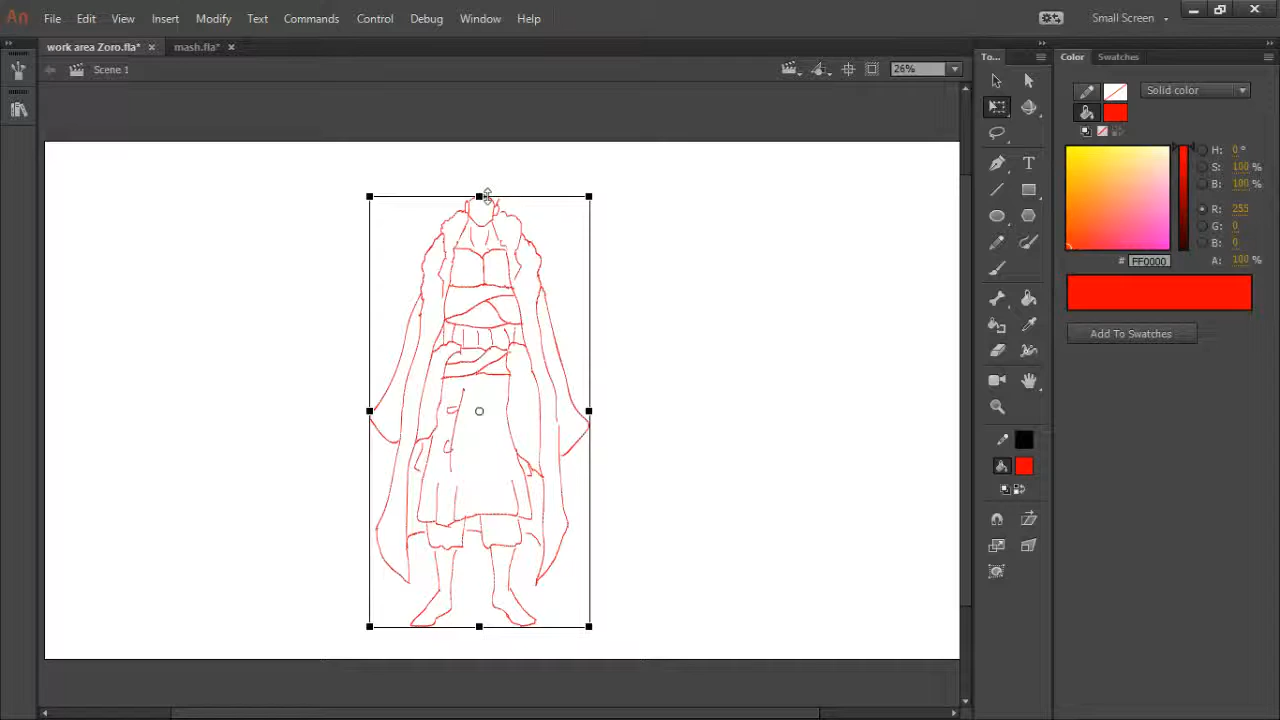 An File Edit View Insert Modify Text Commands Control Debug Window Help Small Screen
work area Zoro.fla* × mash.fla* ×
Scene 1 26%
To...
Color Swatches
Solid color
H: 0 °
S: 100 %
B: 100 %
R: 255
G: 0
B: 0
# FF0000 A: 100 %
Add To Swatches